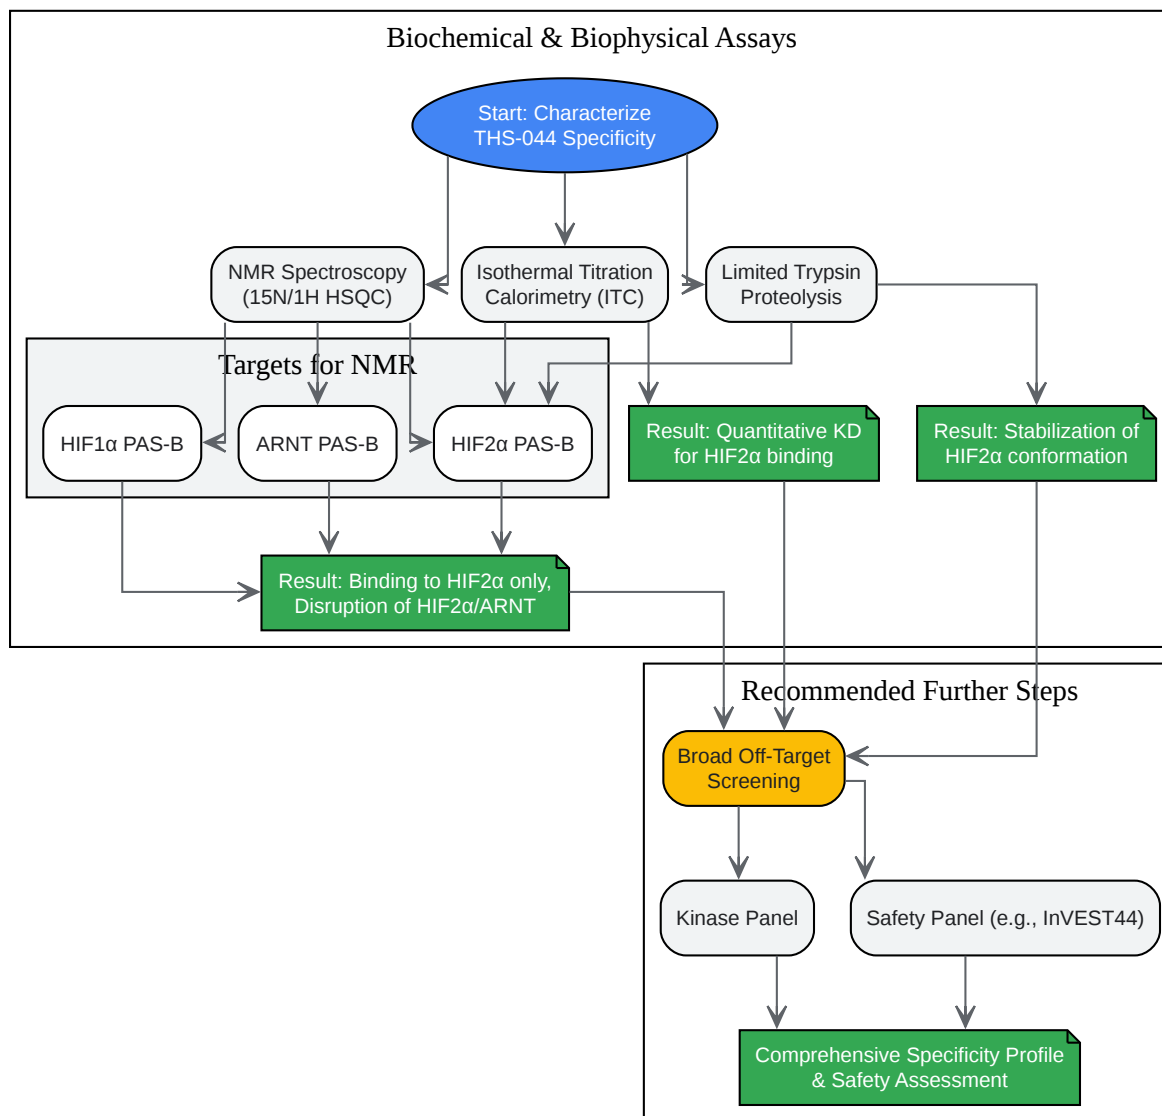 Biochemical & Biophysical Assays
Start: Characterize
THS-044 Specificity
NMR Spectroscopy
(15N/1H HSQC)
Isothermal Titration
Calorimetry (ITC)
Limited Trypsin
Proteolysis
Targets for NMR
HIF1α PAS-B
ARNT PAS-B
HIF2α PAS-B
Result: Quantitative KD
for HIF2α binding
Result: Stabilization of
HIF2α conformation
Result: Binding to HIF2α only,
Disruption of HIF2α/ARNT
Recommended Further Steps
Broad Off-Target
Screening
Kinase Panel
Safety Panel (e.g., InVEST44)
Comprehensive Specificity Profile
& Safety Assessment